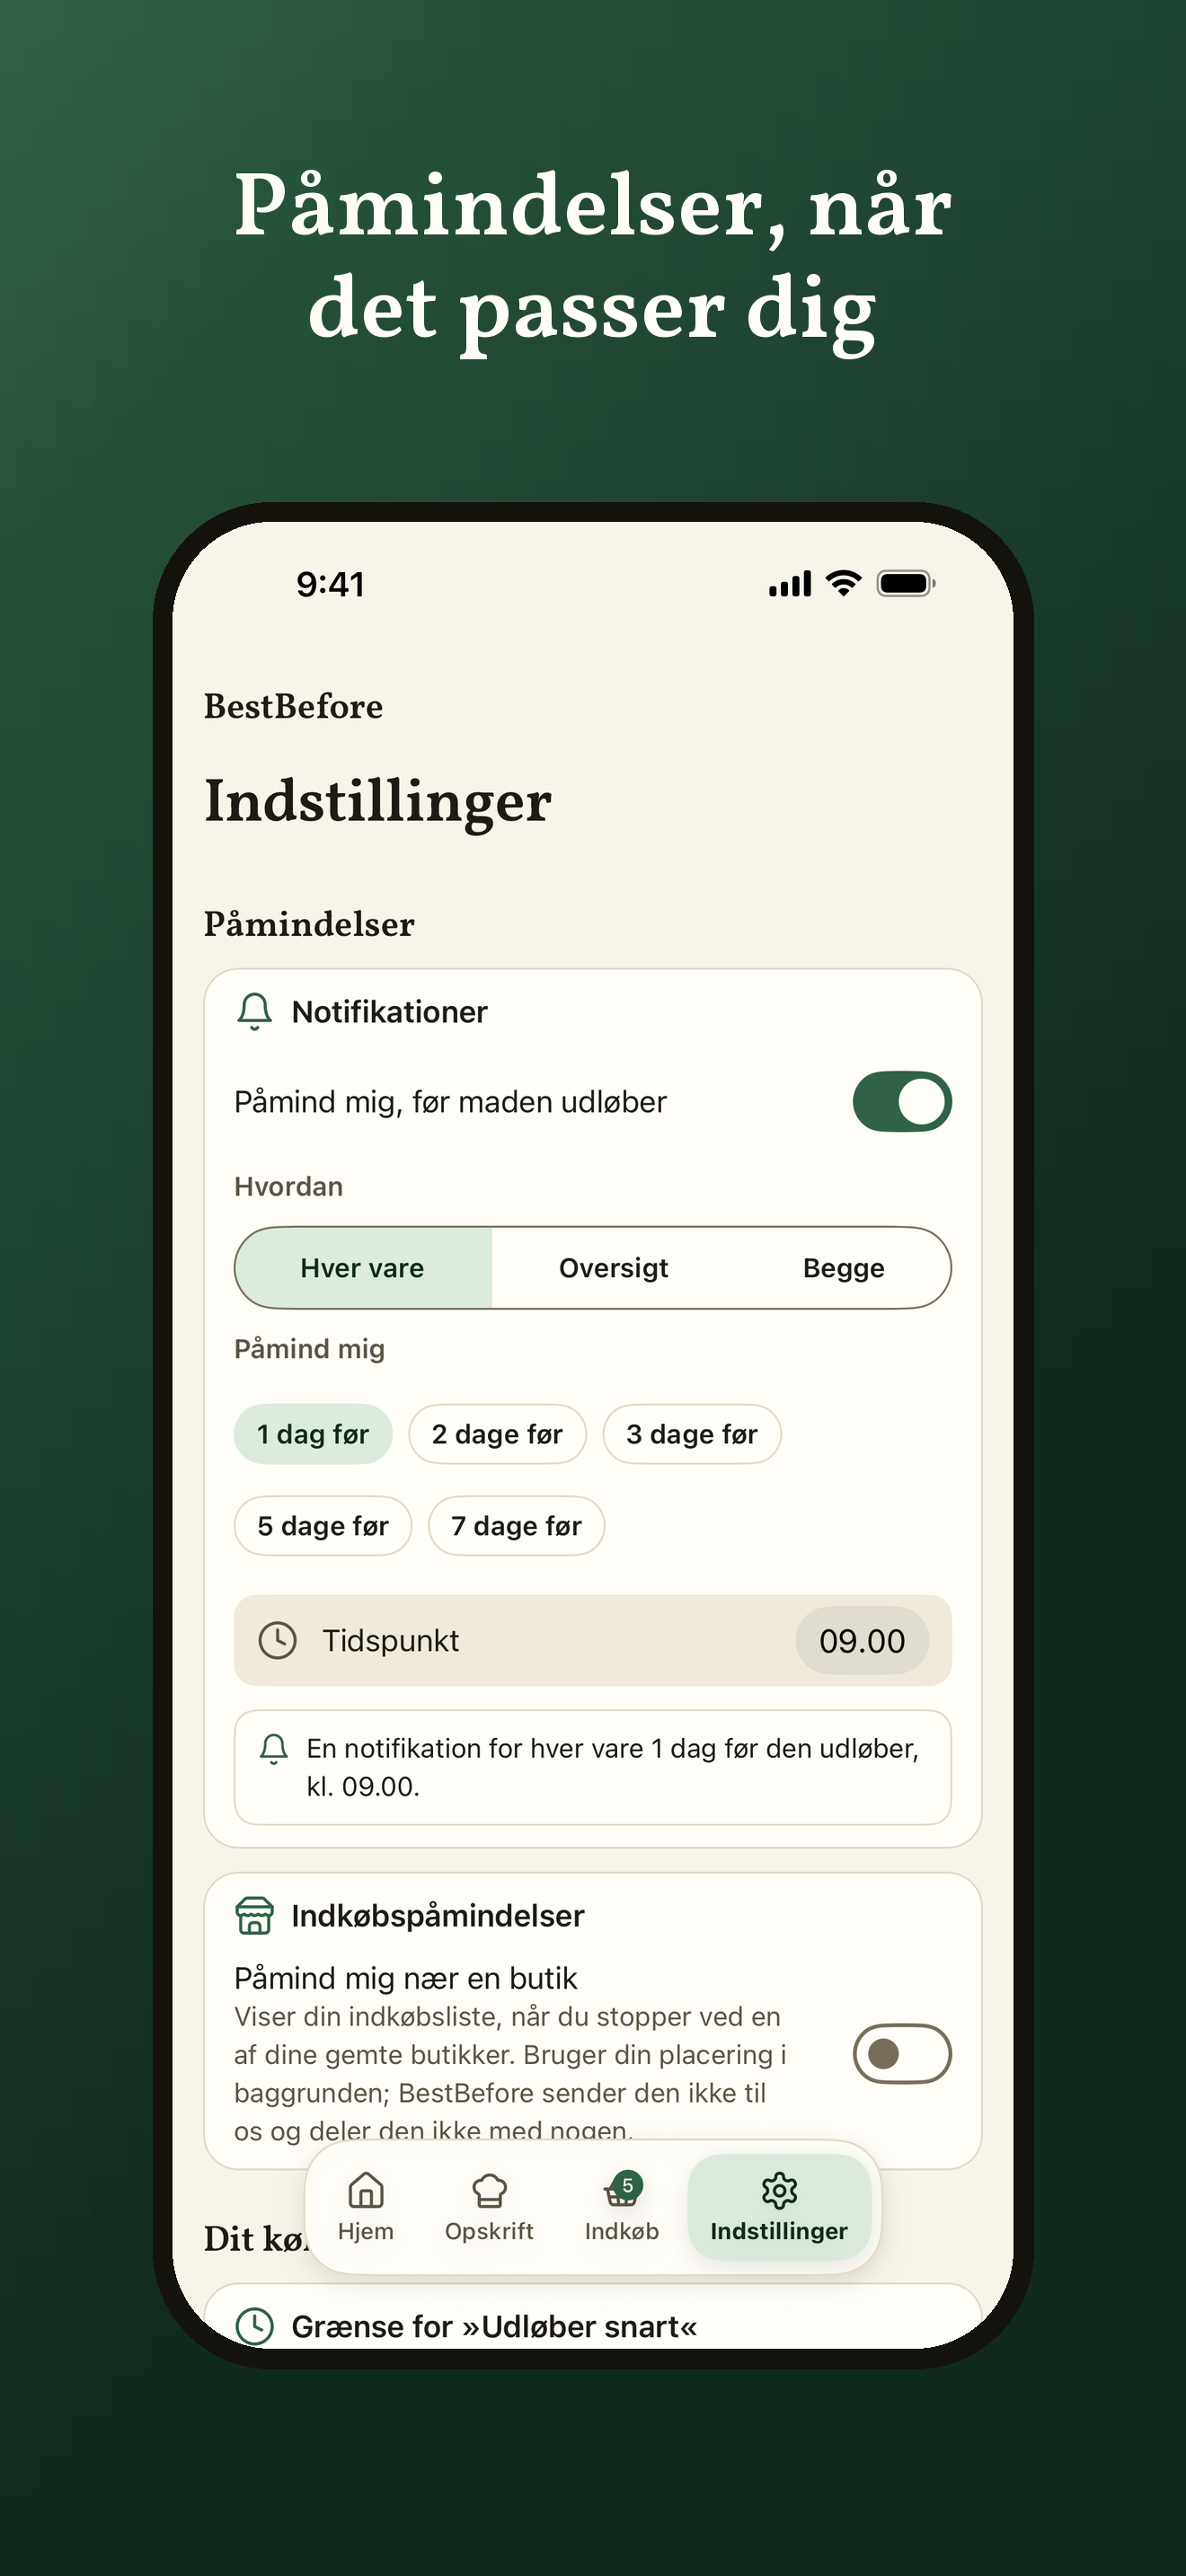 Påmindelser, når
det passer dig
9:41
BestBefore
Indstillinger
Påmindelser
Notifikationer
Påmind mig, før maden udløber
Hvordan
Hver vare Oversigt Begge
Påmind mig
1 dag før 2 dage før 3 dage før
5 dage før 7 dage før
Tidspunkt 09.00
En notifikation for hver vare 1 dag før den udløber,
kl. 09.00.
Indkøbspåmindelser
Påmind mig nær en butik
Viser din indkøbsliste, når du stopper ved en
af dine gemte butikker. Bruger din placering i
baggrunden; BestBefore sender den ikke til
os og deler den ikke med nogen.
5
Hjem Opskrift Indkøb Indstillinger
Dit
Grænse for »Udløber snart«